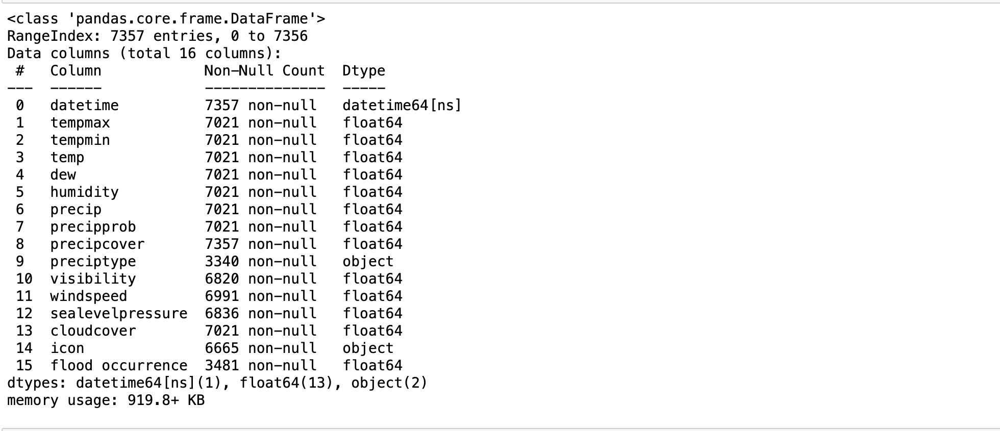 <class 'pandas.core.frame.DataFrame'>
RangeIndex: 7357 entries, 0 to 7356
Data columns (total 16 columns):
 #   Column            Non-Null Count  Dtype
---  ------            --------------  -----
 0   datetime          7357 non-null   datetime64[ns]
 1   tempmax           7021 non-null   float64
 2   tempmin           7021 non-null   float64
 3   temp              7021 non-null   float64
 4   dew               7021 non-null   float64
 5   humidity          7021 non-null   float64
 6   precip            7021 non-null   float64
 7   precipprob        7021 non-null   float64
 8   precipcover       7357 non-null   float64
 9   preciptype        3340 non-null   object
 10  visibility        6820 non-null   float64
 11  windspeed         6991 non-null   float64
 12  sealevelpressure  6836 non-null   float64
 13  cloudcover        7021 non-null   float64
 14  icon              6665 non-null   object
 15  flood occurrence  3481 non-null   float64
dtypes: datetime64[ns](1), float64(13), object(2)
memory usage: 919.8+ KB